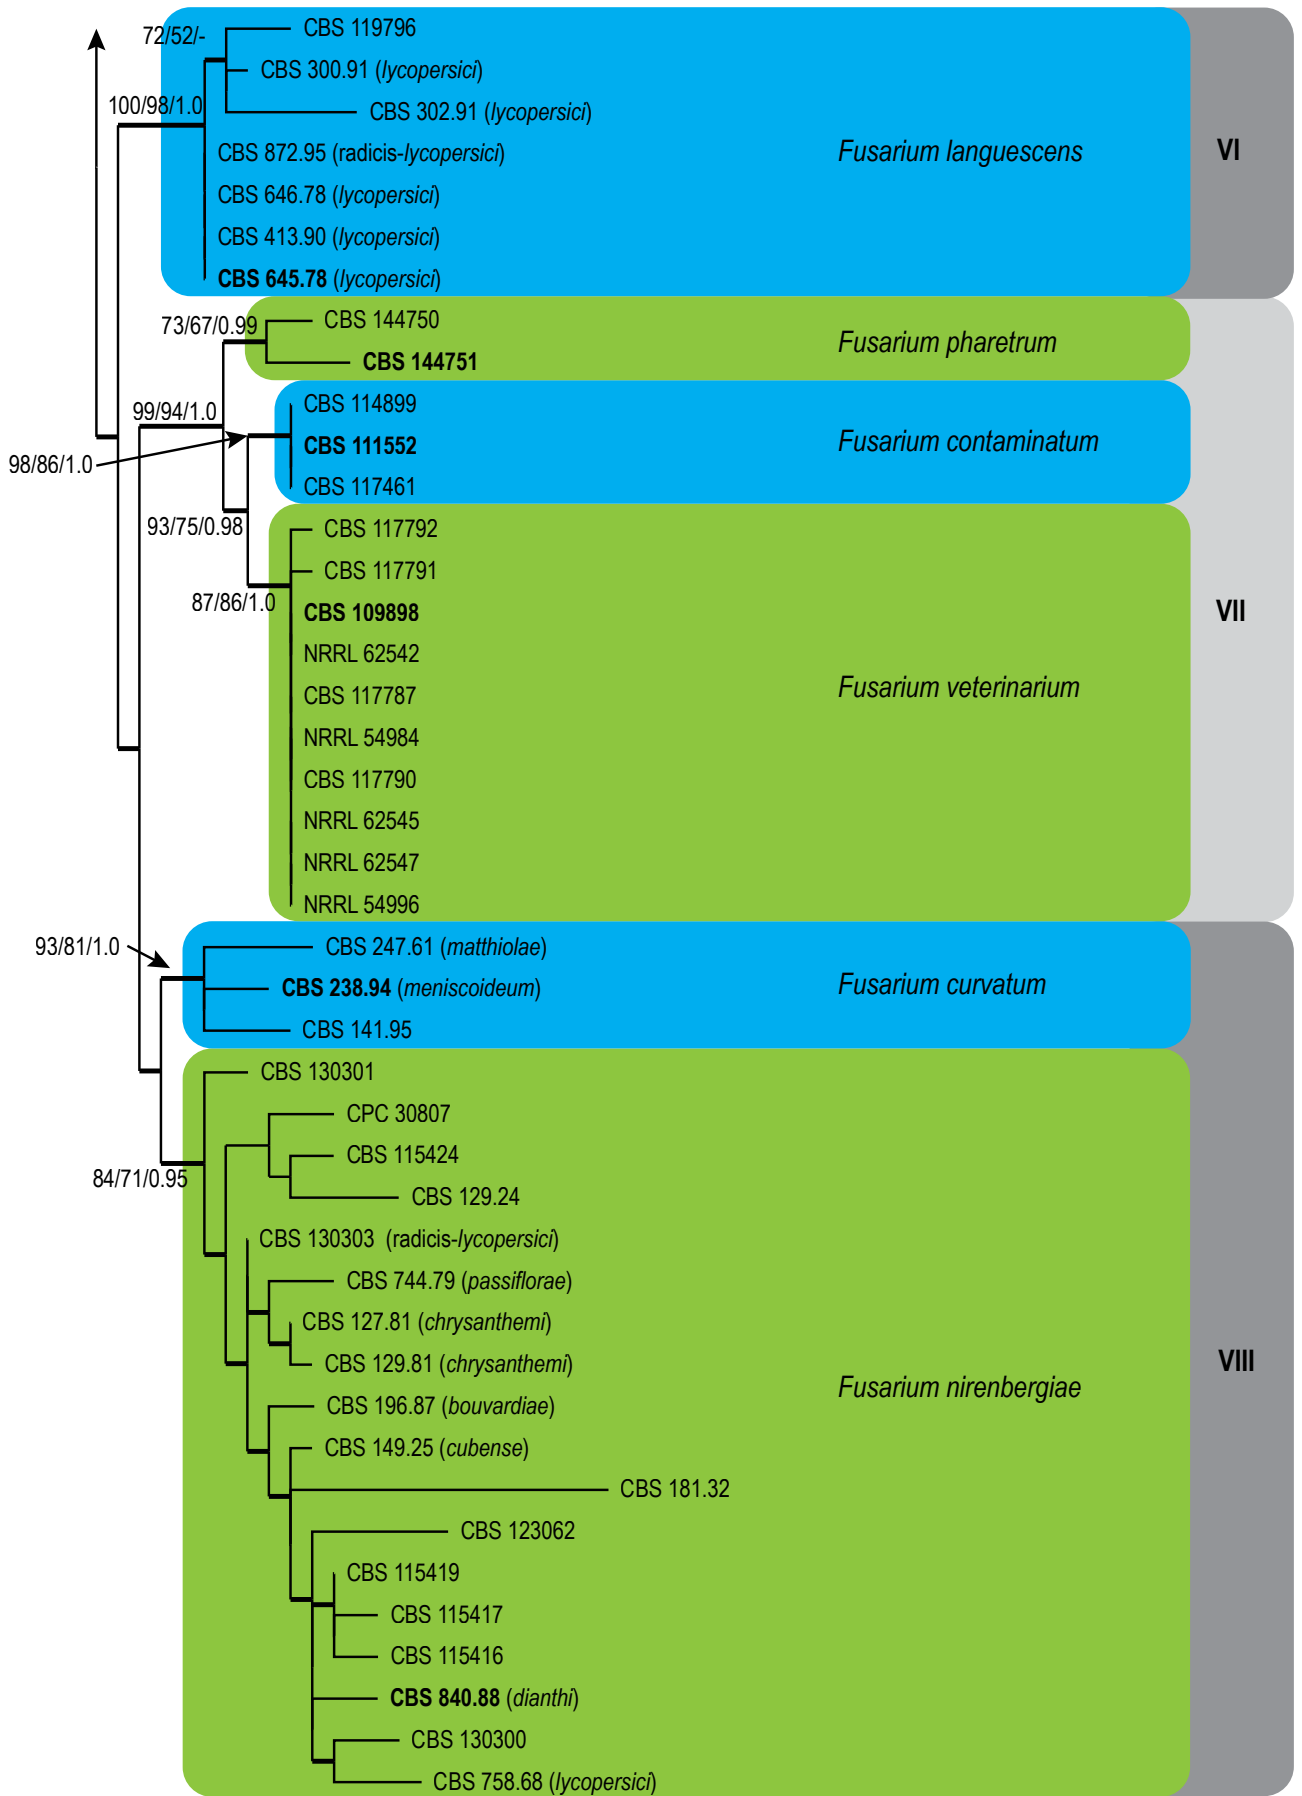 72/52/-
CBS 119796
CBS 300.91 (lycopersici)
100/98/1.0
CBS 302.91 (lycopersici)
CBS 872.95 (radicis-lycopersici)
Fusarium languescens
VI
CBS 646.78 (lycopersici)
CBS 413.90 (lycopersici)
CBS 645.78 (lycopersici)
73/67/0.99
CBS 144750
Fusarium pharetrum
CBS 144751
99/94/1.0
CBS 114899
CBS 111552
Fusarium contaminatum
98/86/1.0
CBS 117461
93/75/0.98
CBS 117792
CBS 117791
87/86/1.0
CBS 109898
VII
NRRL 62542
CBS 117787
Fusarium veterinarium
NRRL 54984
CBS 117790
NRRL 62545
NRRL 62547
NRRL 54996
93/81/1.0
CBS 247.61 (matthiolae)
CBS 238.94 (meniscoideum)
Fusarium curvatum
CBS 141.95
CBS 130301
CPC 30807
CBS 115424
84/71/0.95
CBS 129.24
CBS 130303 (radicis-lycopersici)
CBS 744.79 (passiflorae)
CBS 127.81 (chrysanthemi)
CBS 129.81 (chrysanthemi)
VIII
Fusarium nirenbergiae
CBS 196.87 (bouvardiae)
CBS 149.25 (cubense)
CBS 181.32
CBS 123062
CBS 115419
CBS 115417
CBS 115416
CBS 840.88 (dianthi)
CBS 130300
CBS 758.68 (lycopersici)